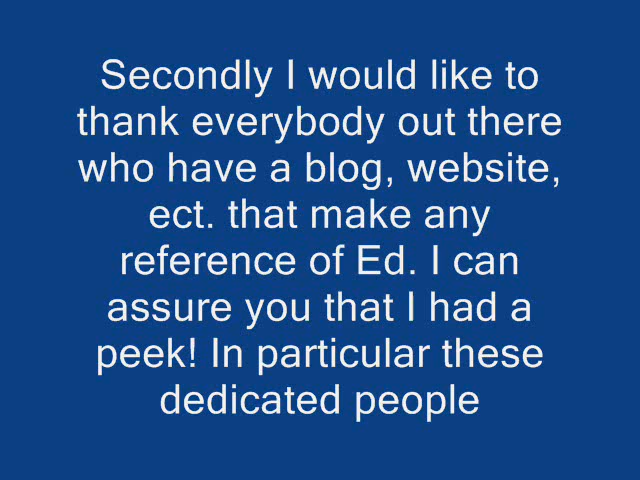 Secondly I would like to
thank everybody out there
who have a blog, website,
ect. that make any
reference of Ed. I can
assure you that I had a
peek! In particular these
dedicated people